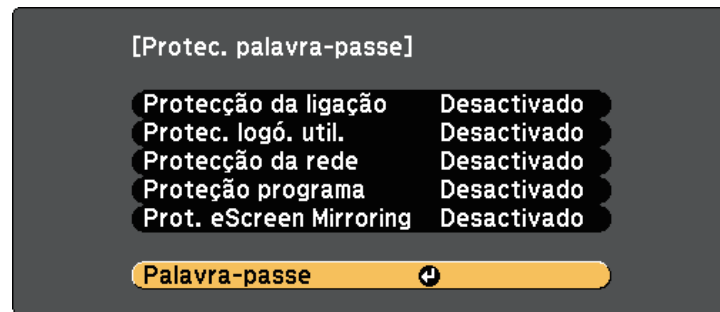 [Protec. palavra-passe]
Protecção da ligação Desactivado
Protec. logó. util. Desactivado
Protecção da rede Desactivado
Proteção programa Desactivado
Prot. eScreen Mirroring Desactivado
Palavra-passe